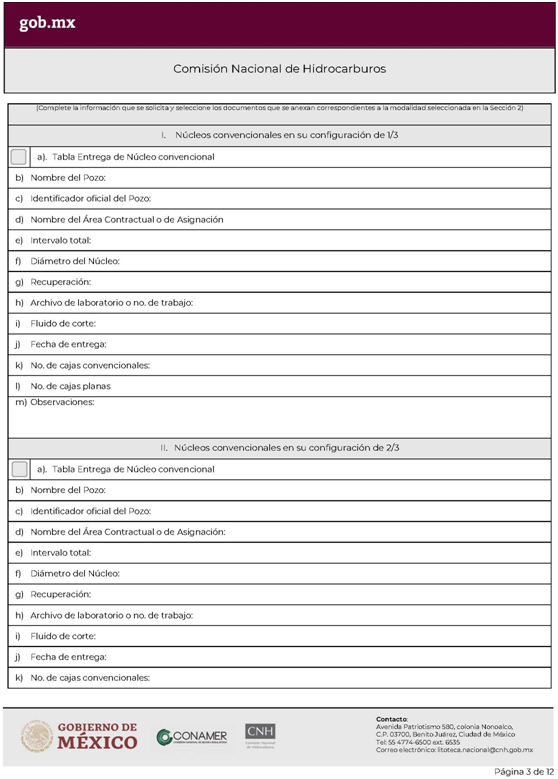 gob.mx
Comisión Nacional de Hidrocarburos
(Complete la información que se solicita y seleccione los documentos que se anexan correspondientes a la modalidad seleccionada en la Sección 2)
I. Núcleos convencionales en su configuración de 1/3
a). Tabla Entrega de Núcleo convencional
b) Nombre del Pozo:
c) Identificador oficial del Pozo:
d) Nombre del Área Contractual o de Asignación
e) Intervalo total:
f) Diámetro del Núcleo:
g) Recuperación:
h) Archivo de laboratorio o no. de trabajo:
i) Fluido de corte:
j) Fecha de entrega:
k) No. de cajas convencionales:
l) No. de cajas planas
m) Observaciones:
II. Núcleos convencionales en su configuración de 2/3
a). Tabla Entrega de Núcleo convencional
b) Nombre del Pozo:
c) Identificador oficial del Pozo:
d) Nombre del Área Contractual o de Asignación:
e) Intervalo total:
f) Diámetro del Núcleo:
g) Recuperación:
h) Archivo de laboratorio o no. de trabajo:
i) Fluido de corte:
j) Fecha de entrega:
k) No. de cajas convencionales:
GOBIERNO DE
MÉXICO
CONAMER
CNH
Comisión Nacional
de Hidrocarburos
Contacto:
Avenida Patriotismo 580, colonia Nonoalco,
C.P. 03700, Benito Juárez, Ciudad de México
Tel: 55 4774-6500 ext. 6535
Correo electrónico: litoteca.nacional@cnh.gob.mx
Página 3 de 12